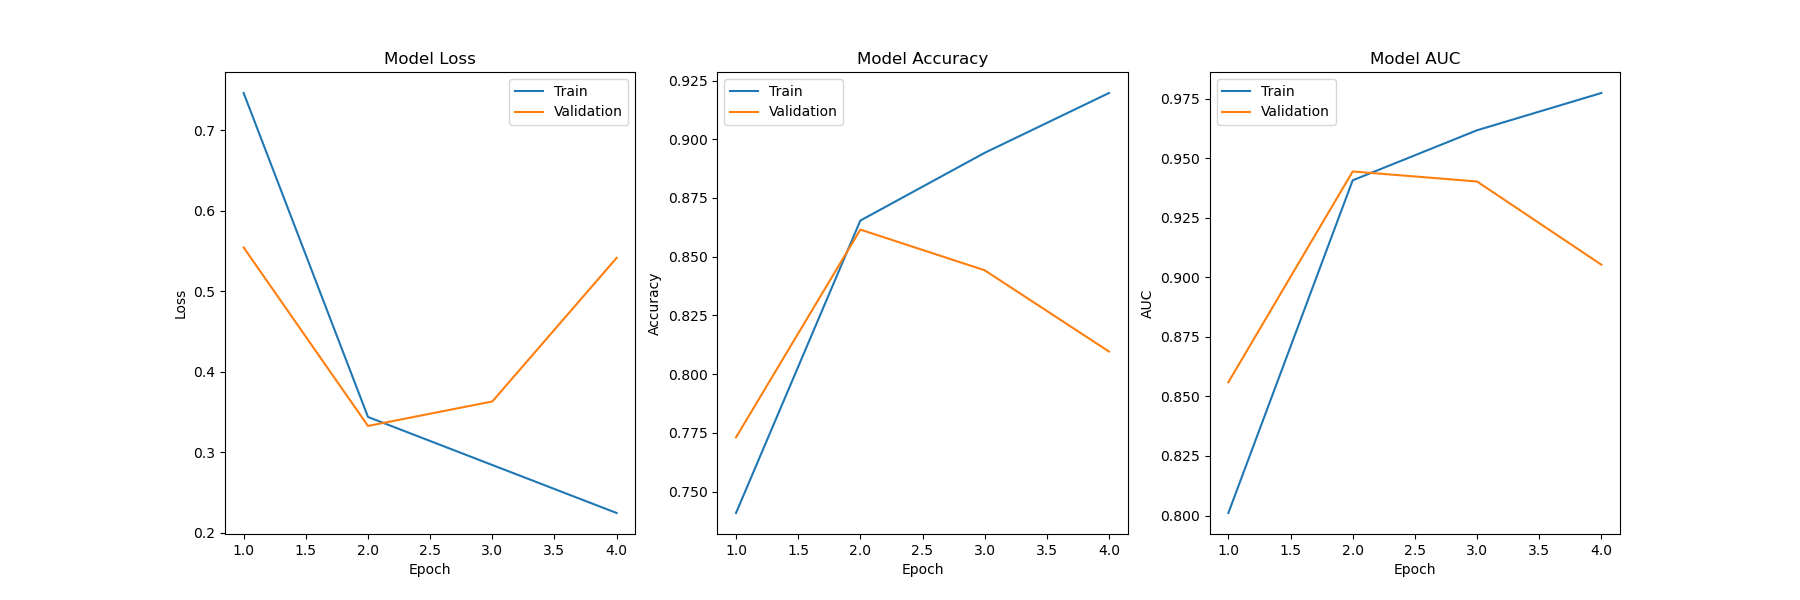 Model Loss
Train
Validation
0.7
0.6
0.5
0.4
0.3
0.2
Loss
1.0 1.5 2.0 2.5 3.0 3.5 4.0
Epoch
Model Accuracy
Train
Validation
0.925
0.900
0.875
0.850
0.825
0.800
0.775
0.750
Accuracy
1.0 1.5 2.0 2.5 3.0 3.5 4.0
Epoch
Model AUC
Train
Validation
0.975
0.950
0.925
0.900
0.875
0.850
0.825
0.800
AUC
1.0 1.5 2.0 2.5 3.0 3.5 4.0
Epoch